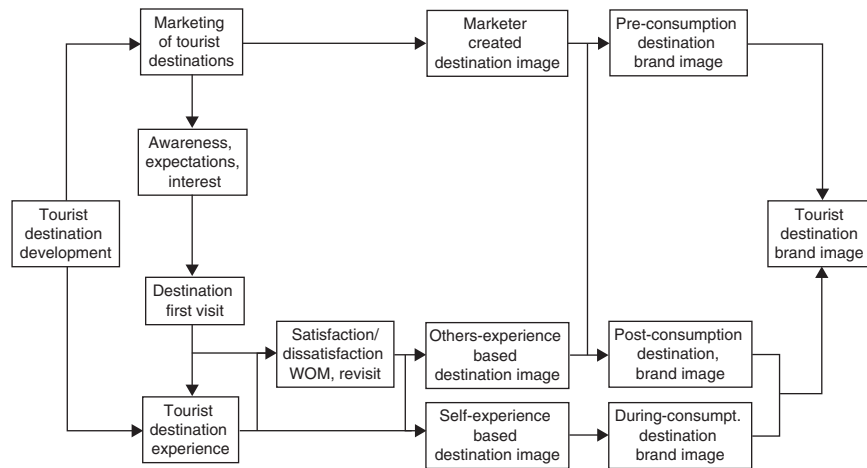 Marketing
of tourist
destinations
Marketer
created
destination image
Pre-consumption
destination
brand image
Awareness,
expectations,
interest
Tourist
destination
development
Tourist
destination
brand image
Destination
first visit
Satisfaction/
dissatisfaction
WOM, revisit
Others-experience
based
destination image
Post-consumption
destination,
brand image
Tourist
destination
experience
Self-experience
based
destination image
During-consumpt.
destination
brand image